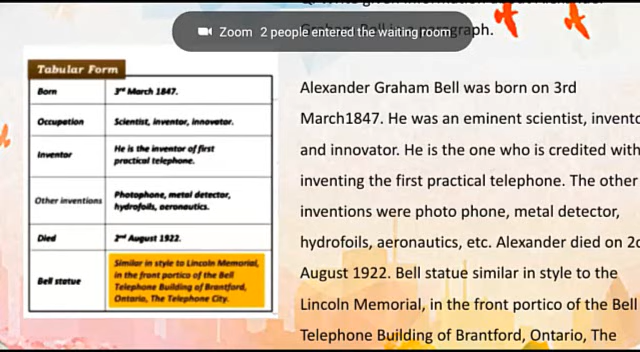 Zoom 2 people entered the waiting room
paragraph.
Tabular Form
Born 3rd March 1847.
Occupation Scientist, inventor, innovator.
Inventor He is the inventor of first
practical telephone.
Other inventions Photophone, metal detector,
hydrofoils, aeronautics.
Died 2nd August 1922.
Bell statue Similar in style to Lincoln Memorial,
in the front portico of the Bell
Telephone Building of Brantford,
Ontario, The Telephone City.
Alexander Graham Bell was born on 3rd
March1847. He was an eminent scientist, invento
and innovator. He is the one who is credited with
inventing the first practical telephone. The other
inventions were photo phone, metal detector,
hydrofoils, aeronautics, etc. Alexander died on 2
August 1922. Bell statue similar in style to the
Lincoln Memorial, in the front portico of the Bell
Telephone Building of Brantford, Ontario, The